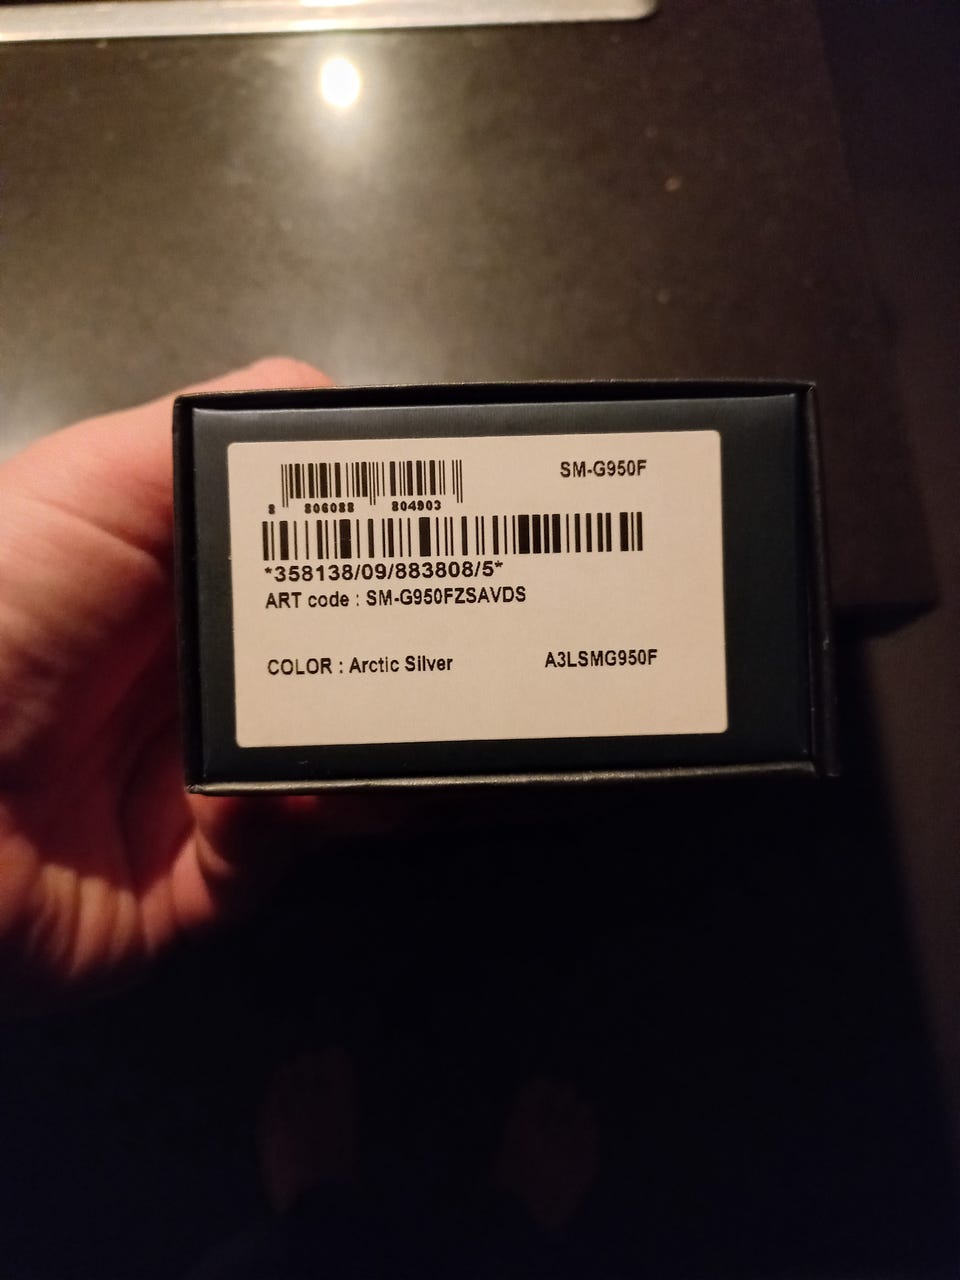 SM-G950F
8 806088 804903
*358138/09/883808/5*
ART code : SM-G950FZSAVDS
COLOR : Arctic Silver
A3LSMG950F